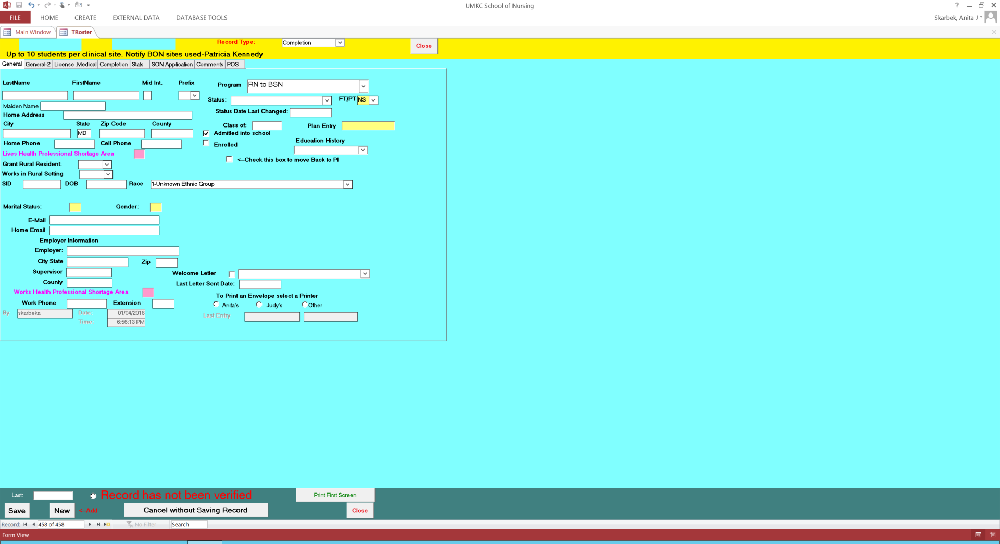 UMKC School of Nursing
?
FILE HOME CREATE EXTERNAL DATA DATABASE TOOLS
Skarbek, Anita J
Main Window TRoster
Record Type: Completion Close
Up to 10 students per clinical site. Notify BON sites used-Patricia Kennedy
General General-2 License_Medical Completion Stats SON Application Comments POS
LastName FirstName Mid Int. Prefix Program RN to BSN
Status: FT/PT NS
Maiden Name
Status Date Last Changed:
Home Address
City State Zip Code County Class of: Plan Entry
MD Admitted into school
Home Phone Cell Phone Enrolled Education History
Lives Health Professional Shortage Area
<--Check this box to move Back to PI
Grant Rural Resident:
Works in Rural Setting
SID DOB Race 1-Unknown Ethnic Group
Marital Status: Gender:
E-Mail
Home Email
Employer Information
Employer:
City State Zip
Supervisor Welcome Letter
County Last Letter Sent Date:
Works Health Professional Shortage Area
To Print an Envelope select a Printer
Work Phone Extension Anita's Judy's Other
By skarbeka Date: 01/04/2018 Last Entry
Time: 6:56:13 PM
Last: Record has not been verified Print First Screen
Save New <--Add Cancel without Saving Record Close
Record: 458 of 458 No Filter Search
Form View